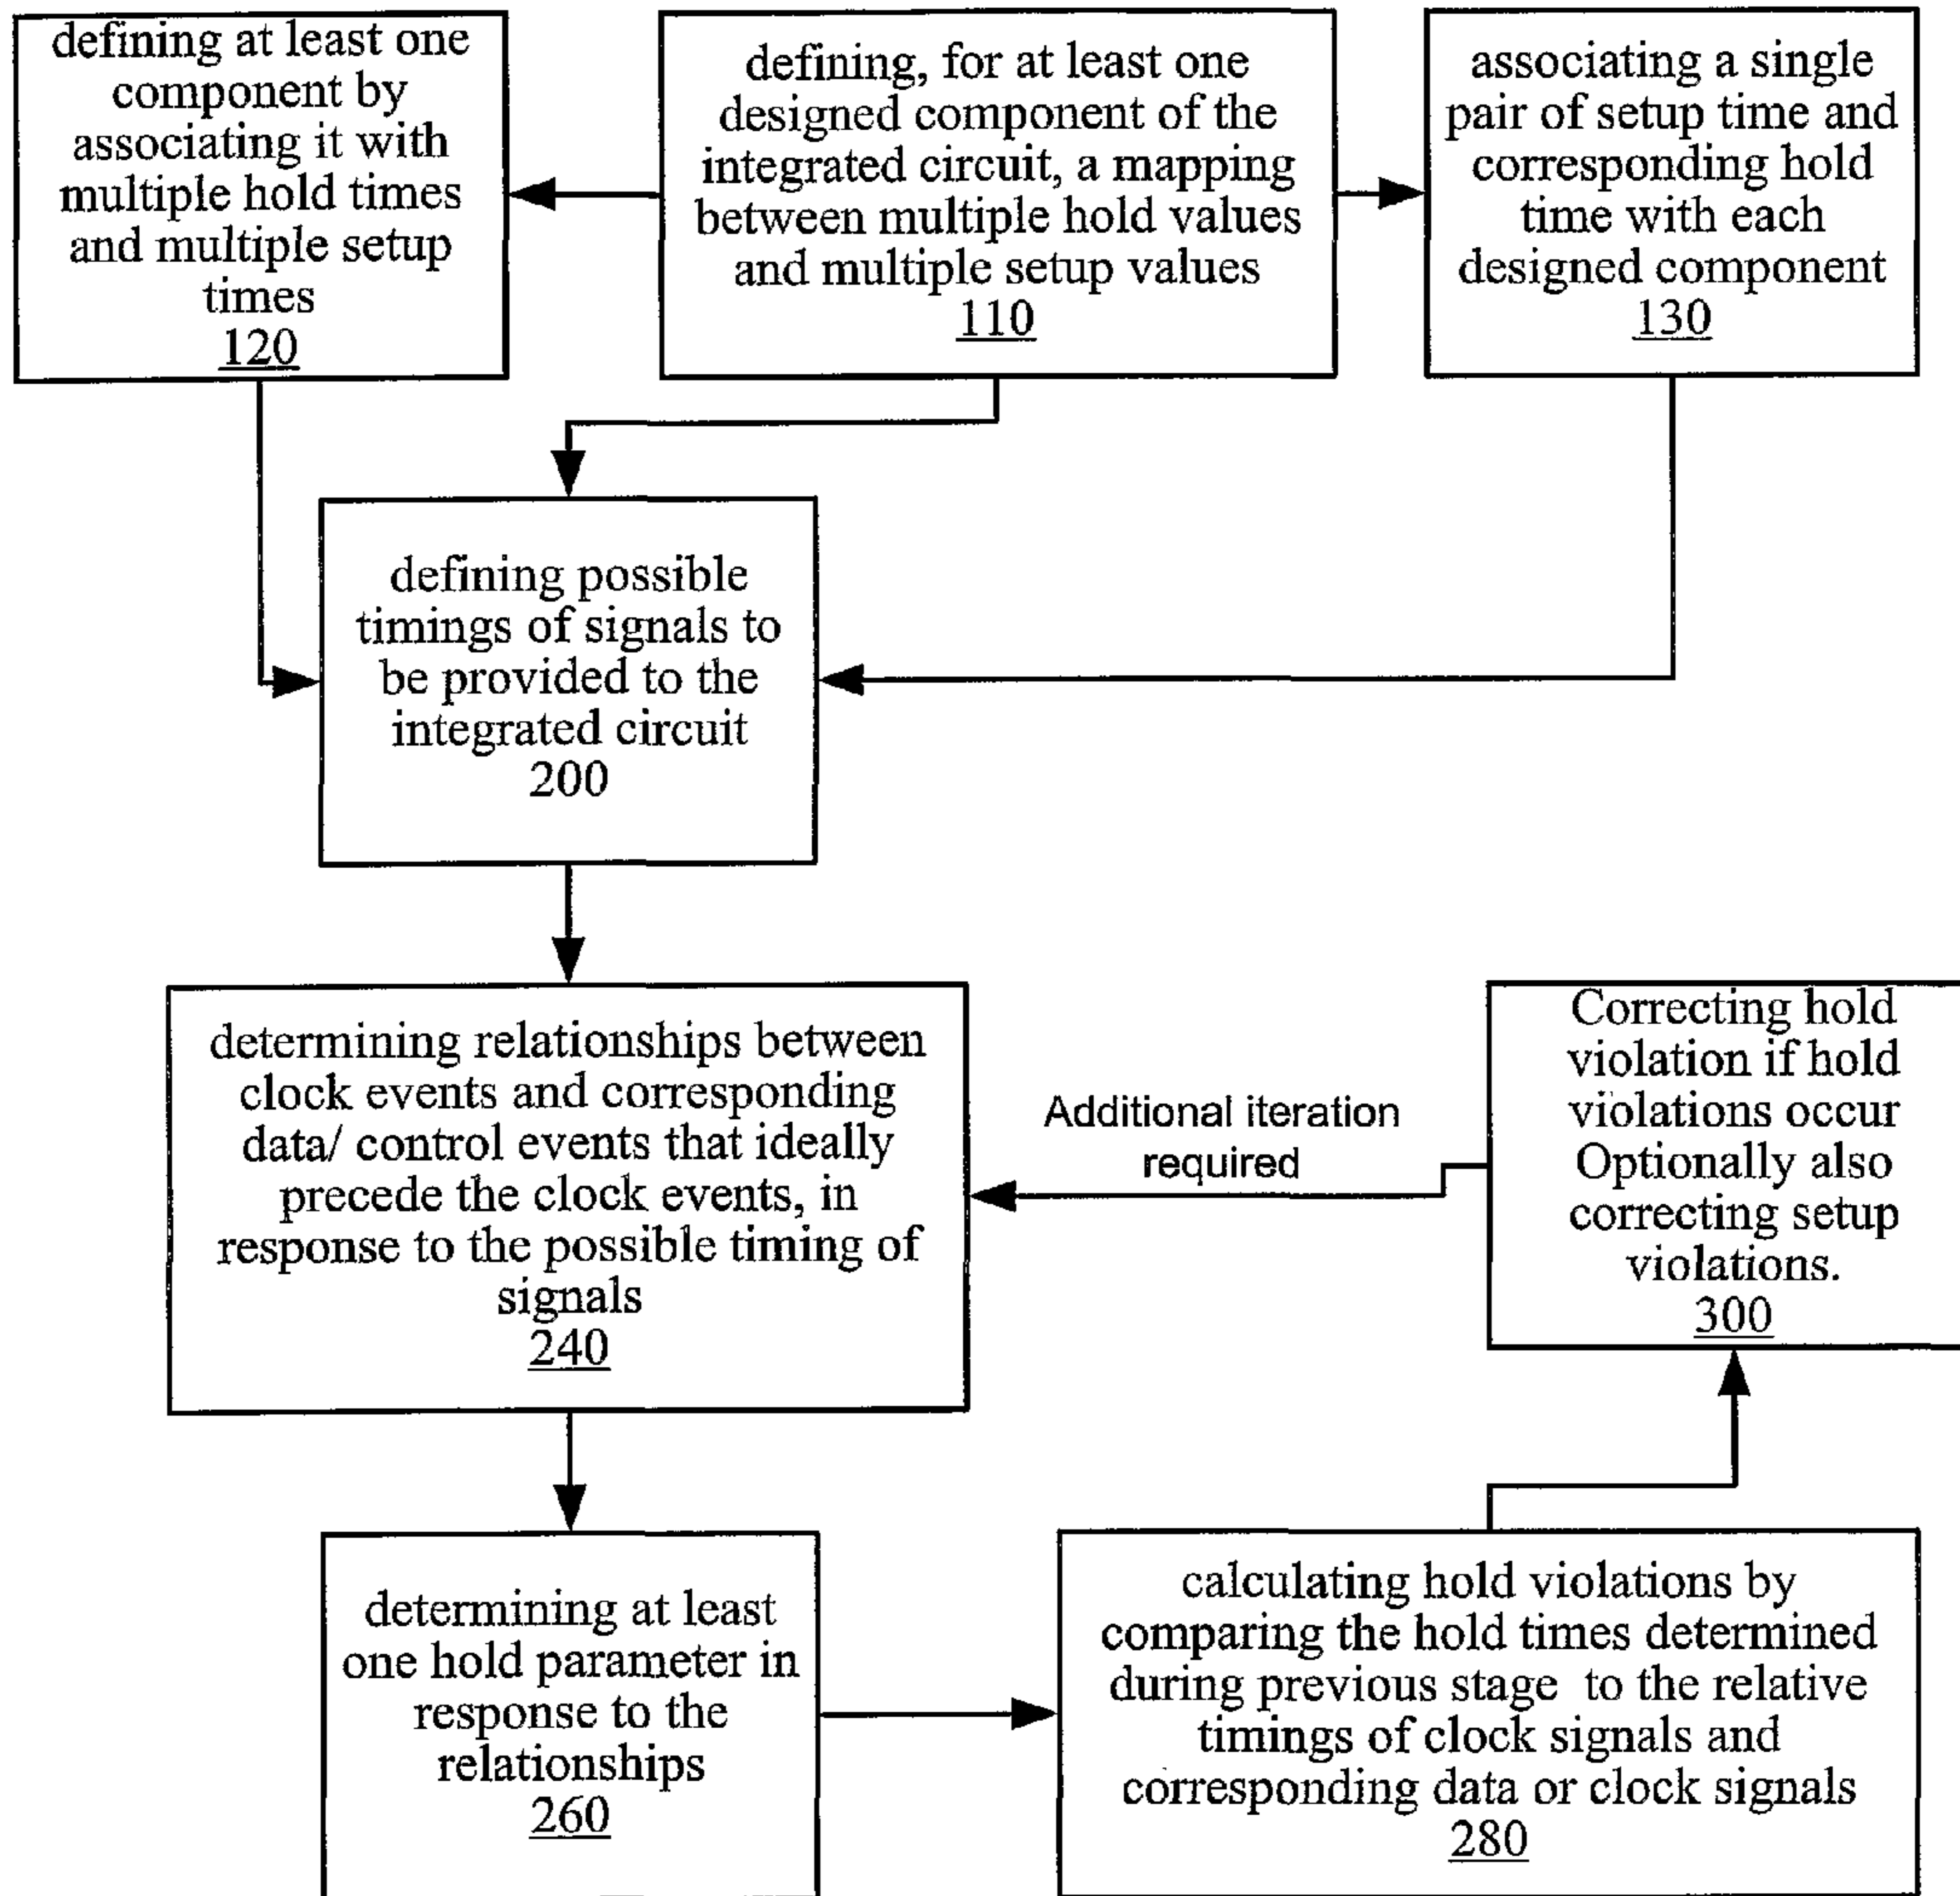 defining at least one
component by
associating it with
multiple hold times
and multiple setup
times
120
defining, for at least one
designed component of the
integrated circuit, a mapping
between multiple hold values
and multiple setup values
110
associating a single
pair of setup time and
corresponding hold
time with each
designed component
130
defining possible
timings of signals to
be provided to the
integrated circuit
200
determining relationships between
clock events and corresponding
data/ control events that ideally
precede the clock events, in
response to the possible timing of
signals
240
Additional iteration
required
Correcting hold
violation if hold
violations occur
Optionally also
correcting setup
violations.
300
determining at least
one hold parameter in
response to the
relationships
260
calculating hold violations by
comparing the hold times determined
during previous stage to the relative
timings of clock signals and
corresponding data or clock signals
280